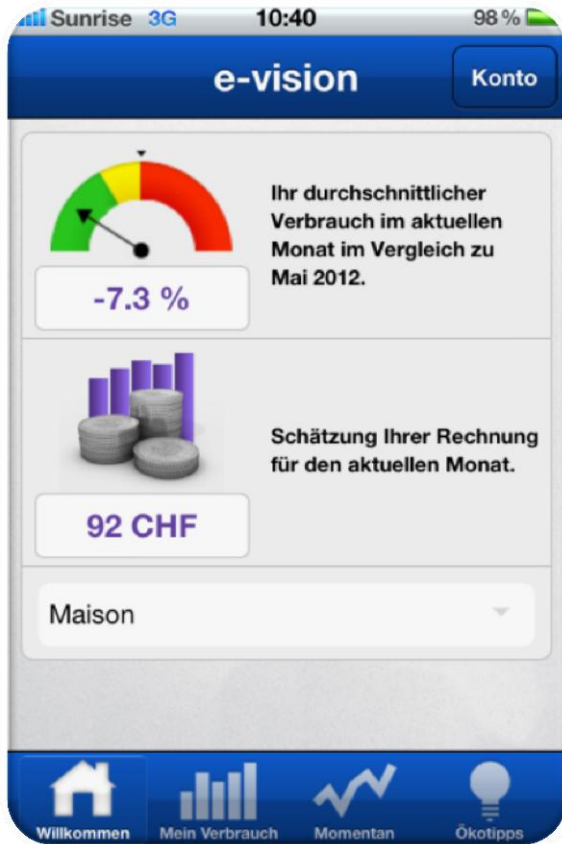 Sunrise 3G 10:40 98 %
e-vision Konto
Ihr durchschnittlicher
Verbrauch im aktuellen
Monat im Vergleich zu
Mai 2012.
-7.3 %
Schätzung Ihrer Rechnung
für den aktuellen Monat.
92 CHF
Maison
Willkommen Mein Verbrauch Momentan Ökotipps